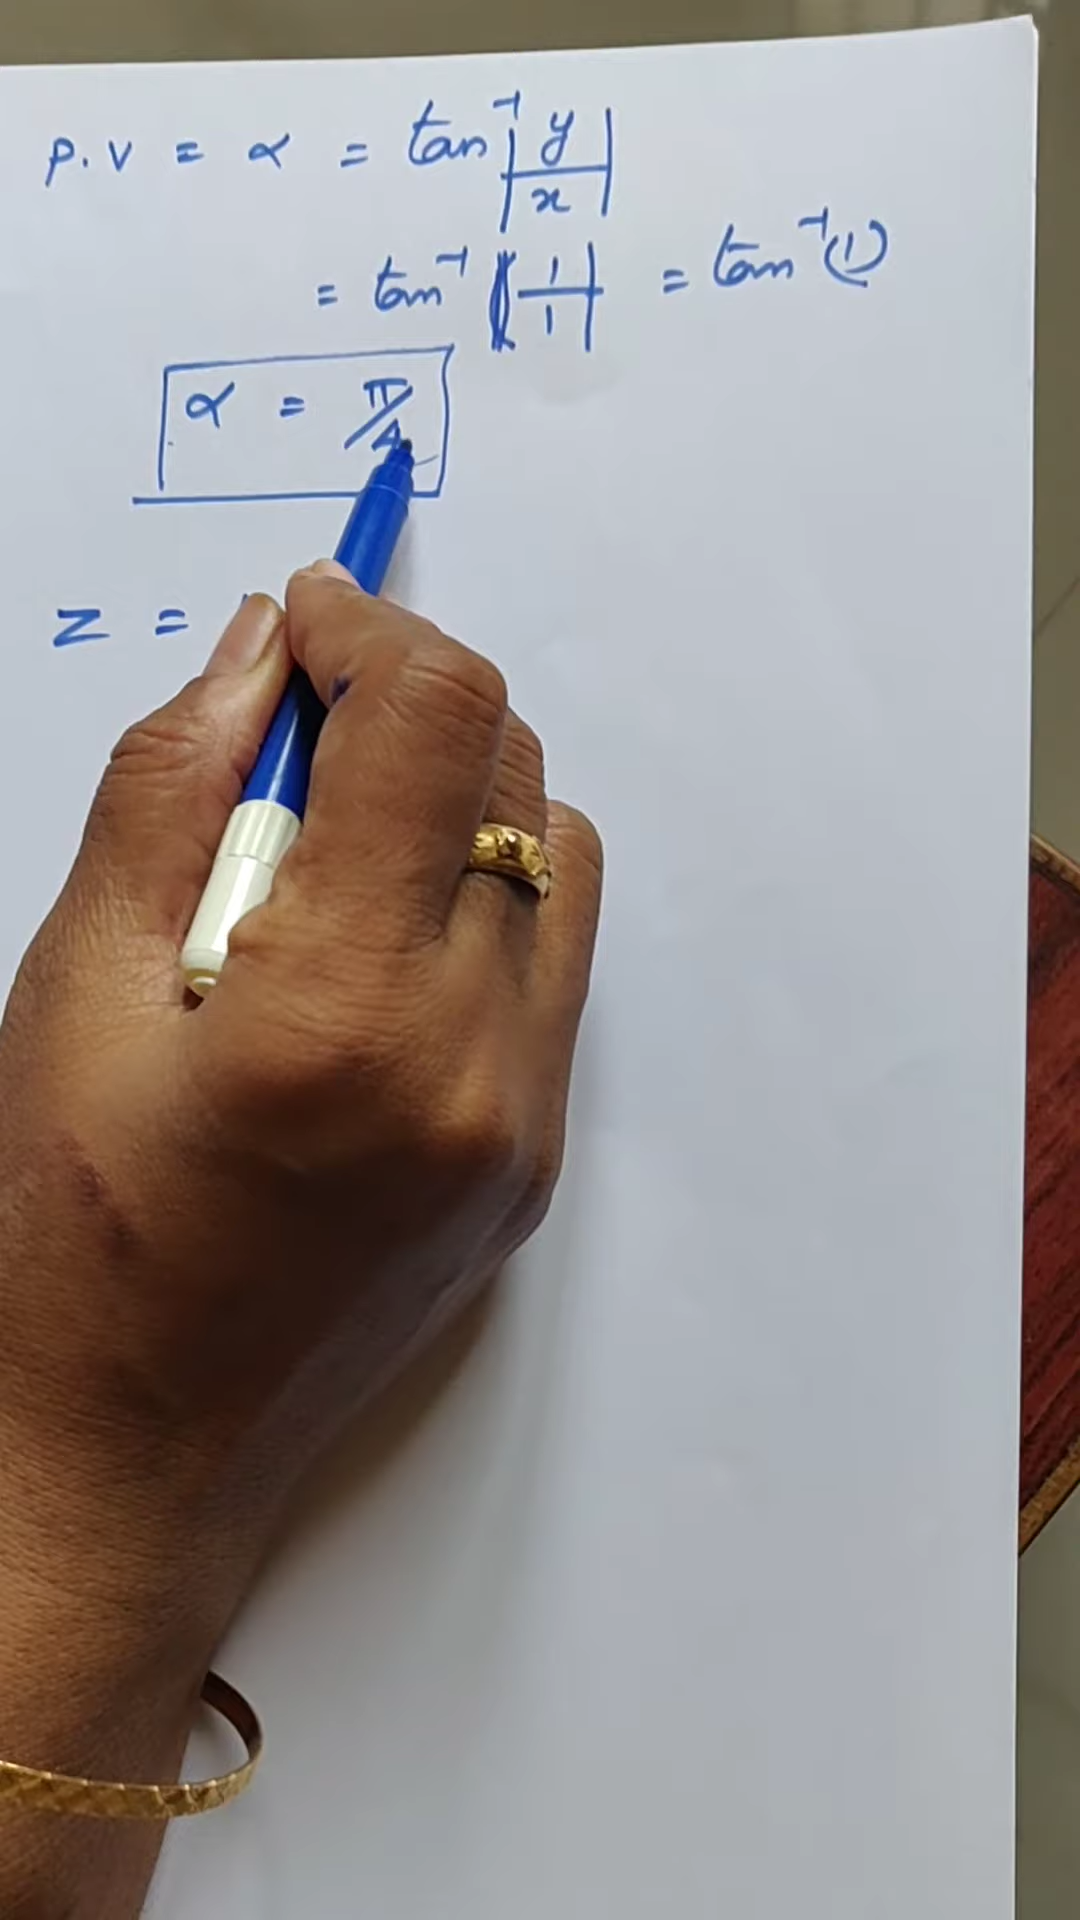 P.V = α = tan⁻¹ |y/x|
= tan⁻¹ |1/1| = tan⁻¹(1)
α = π/4
z =